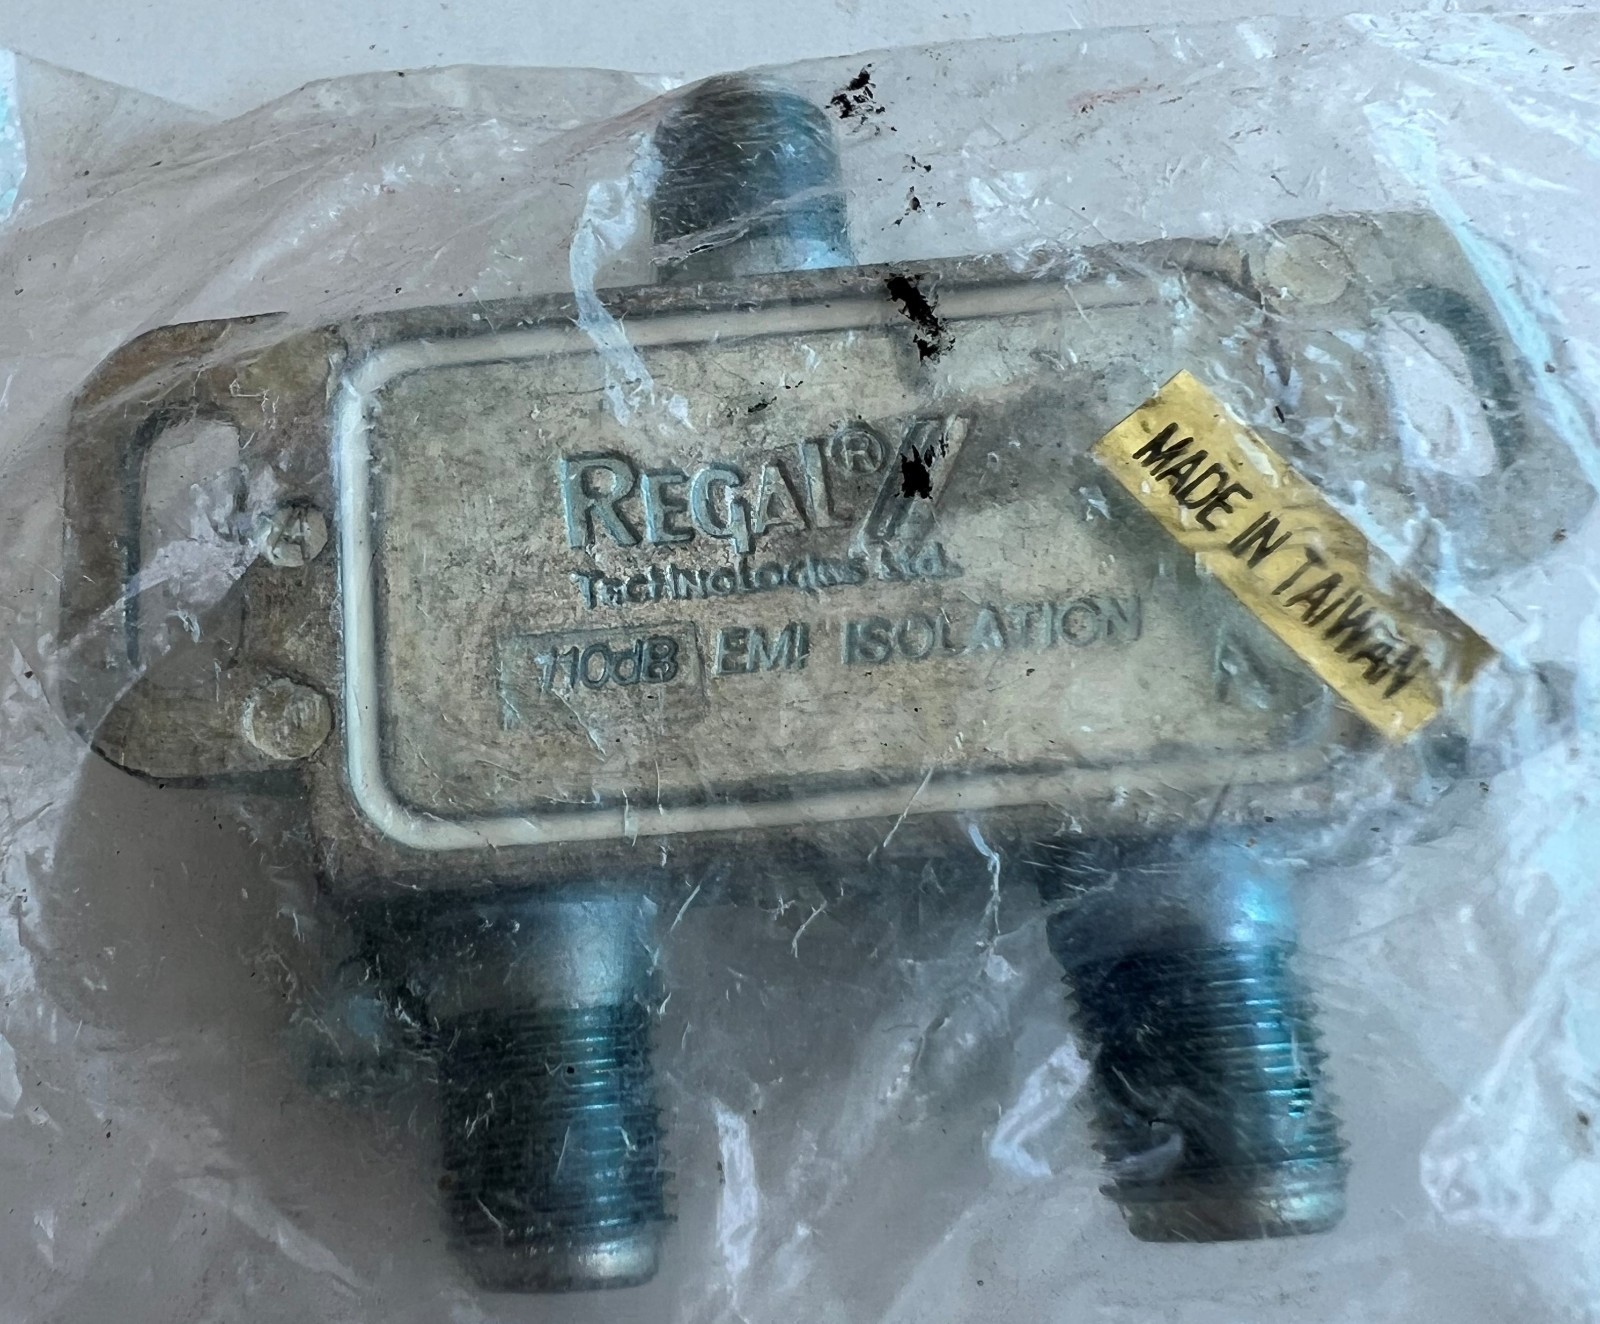 REGAL®
Technologies Ltd.
110dB EMI ISOLATION
A
MADE IN TAIWAN